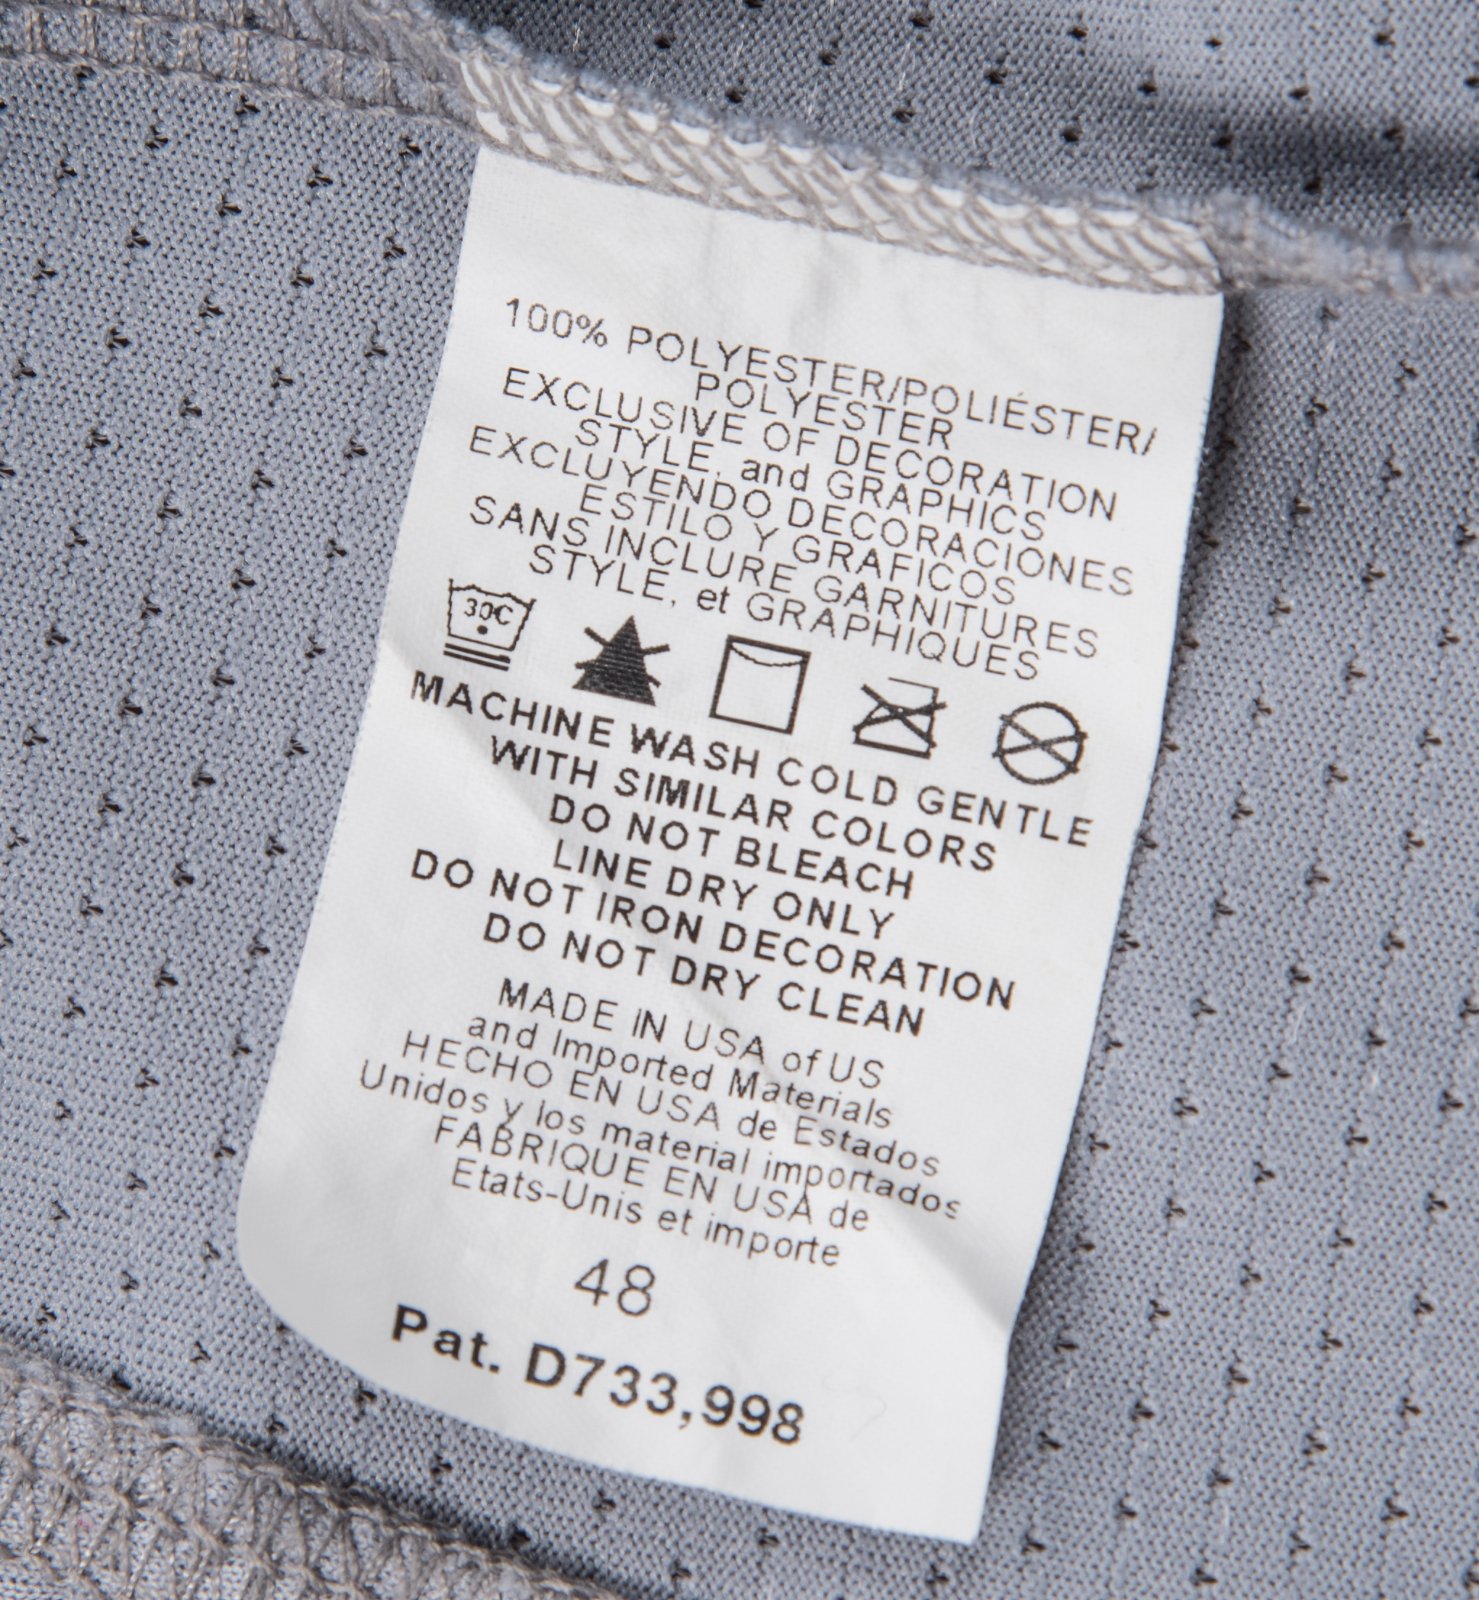 100% POLYESTER/POLIÉSTER/
POLYESTER
EXCLUSIVE OF DECORATION
STYLE, and GRAPHICS
EXCLUYENDO DECORACIONES
ESTILO Y GRAFICOS
SANS INCLURE GARNITURES
STYLE, et GRAPHIQUES
30C
MACHINE WASH COLD GENTLE
WITH SIMILAR COLORS
DO NOT BLEACH
LINE DRY ONLY
DO NOT IRON DECORATION
DO NOT DRY CLEAN
MADE IN USA of US
and Imported Materials
HECHO EN USA de Estados
Unidos y los material importados
FABRIQUE EN USA de
Etats-Unis et importe
48
Pat. D733,998